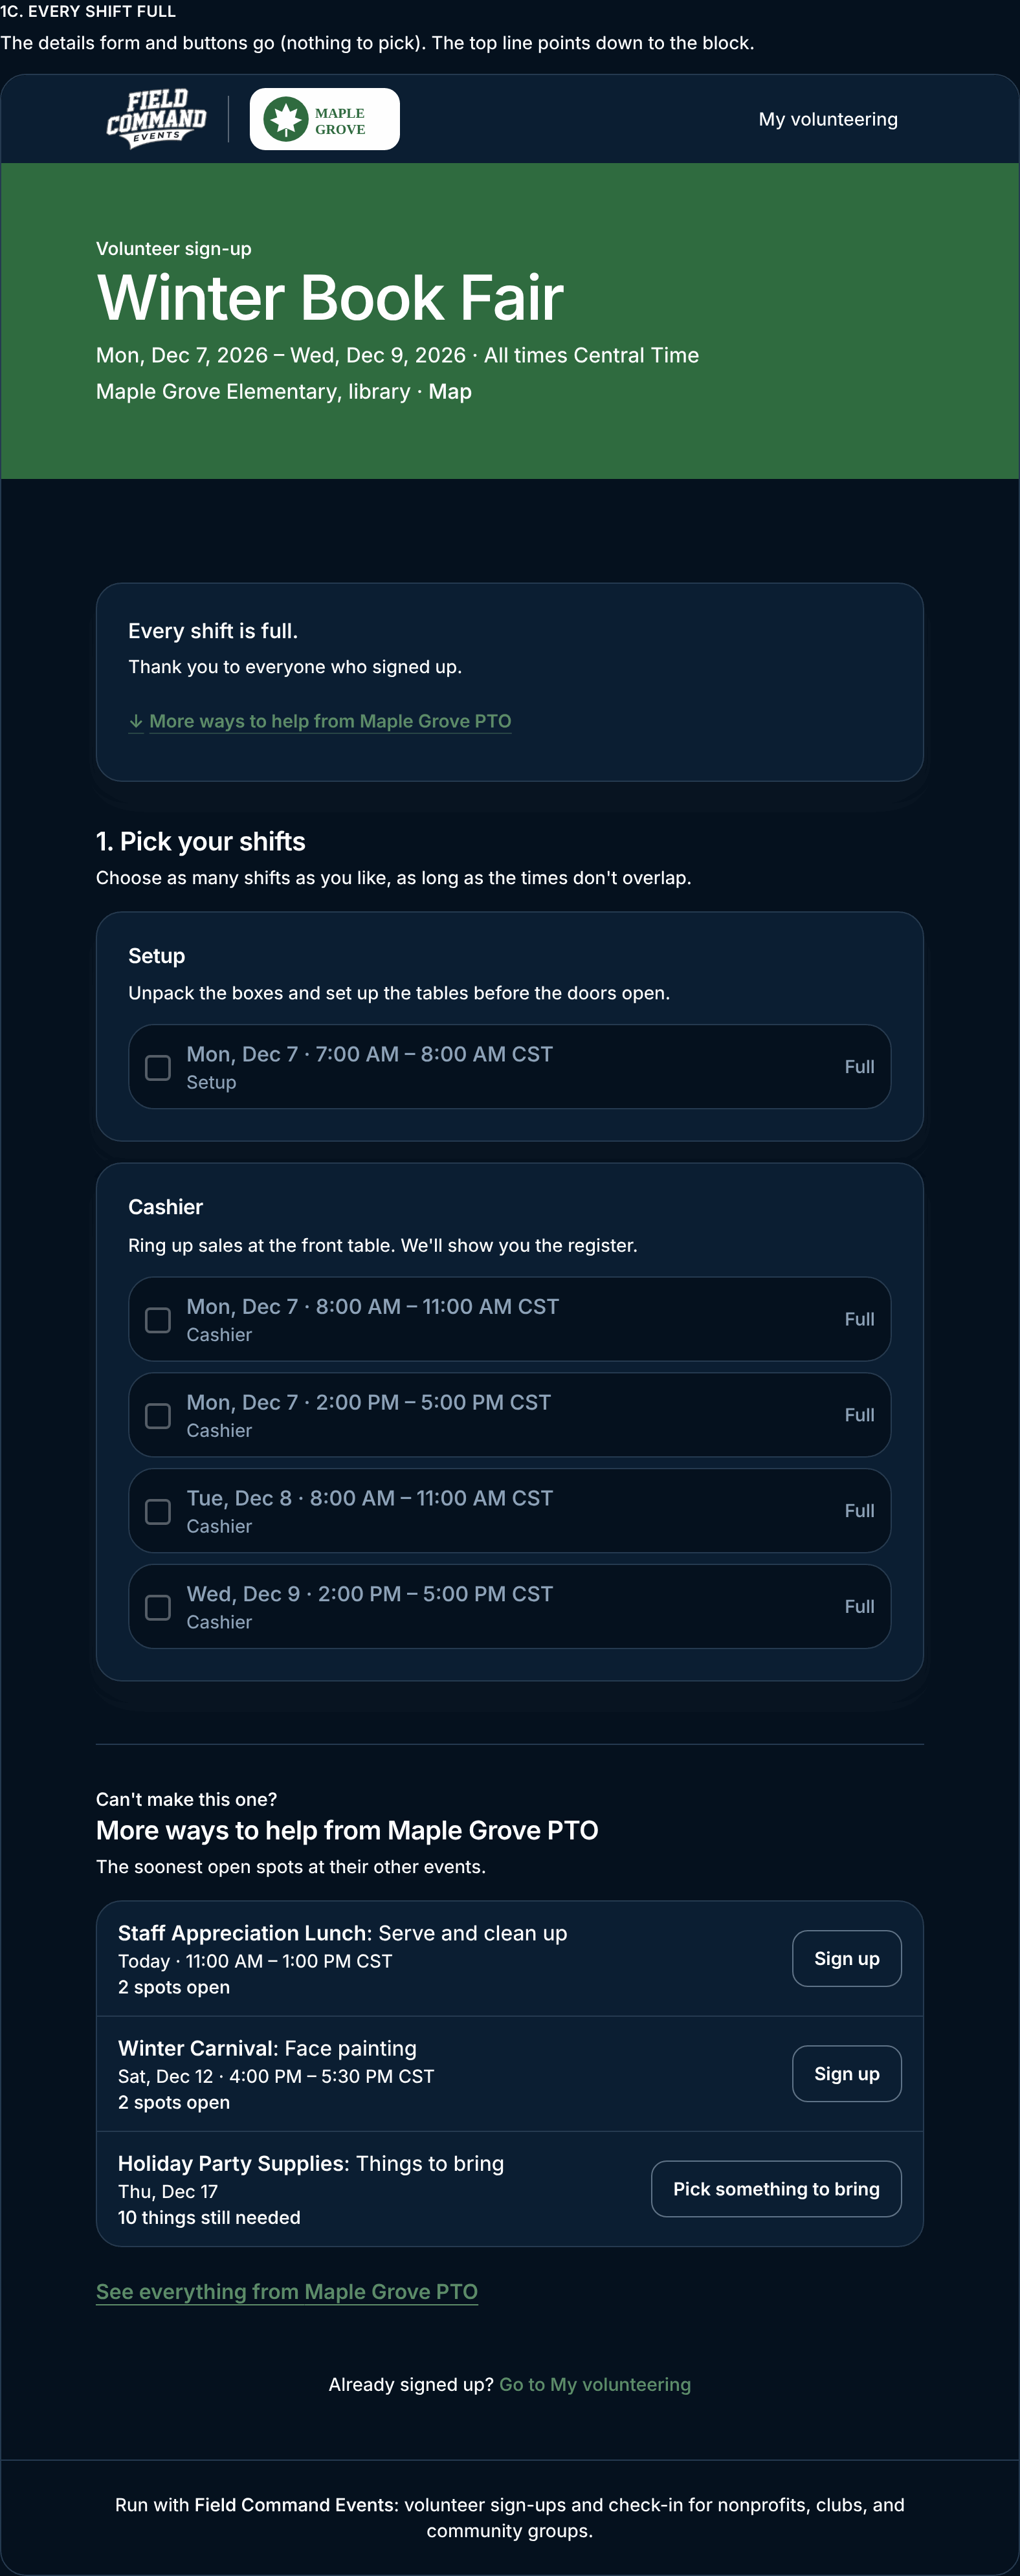 1C. EVERY SHIFT FULL
The details form and buttons go (nothing to pick). The top line points down to the block.
FIELD
COMMAND
EVENTS
MAPLE
GROVE
My volunteering
Volunteer sign-up
Winter Book Fair
Mon, Dec 7, 2026 – Wed, Dec 9, 2026 · All times Central Time
Maple Grove Elementary, library · Map
Every shift is full.
Thank you to everyone who signed up.
↓ More ways to help from Maple Grove PTO
1. Pick your shifts
Choose as many shifts as you like, as long as the times don't overlap.
Setup
Unpack the boxes and set up the tables before the doors open.
Mon, Dec 7 · 7:00 AM – 8:00 AM CST
Setup
Full
Cashier
Ring up sales at the front table. We'll show you the register.
Mon, Dec 7 · 8:00 AM – 11:00 AM CST
Cashier
Full
Mon, Dec 7 · 2:00 PM – 5:00 PM CST
Cashier
Full
Tue, Dec 8 · 8:00 AM – 11:00 AM CST
Cashier
Full
Wed, Dec 9 · 2:00 PM – 5:00 PM CST
Cashier
Full
Can't make this one?
More ways to help from Maple Grove PTO
The soonest open spots at their other events.
Staff Appreciation Lunch: Serve and clean up
Today · 11:00 AM – 1:00 PM CST
2 spots open
Sign up
Winter Carnival: Face painting
Sat, Dec 12 · 4:00 PM – 5:30 PM CST
2 spots open
Sign up
Holiday Party Supplies: Things to bring
Thu, Dec 17
10 things still needed
Pick something to bring
See everything from Maple Grove PTO
Already signed up? Go to My volunteering
Run with Field Command Events: volunteer sign-ups and check-in for nonprofits, clubs, and
community groups.